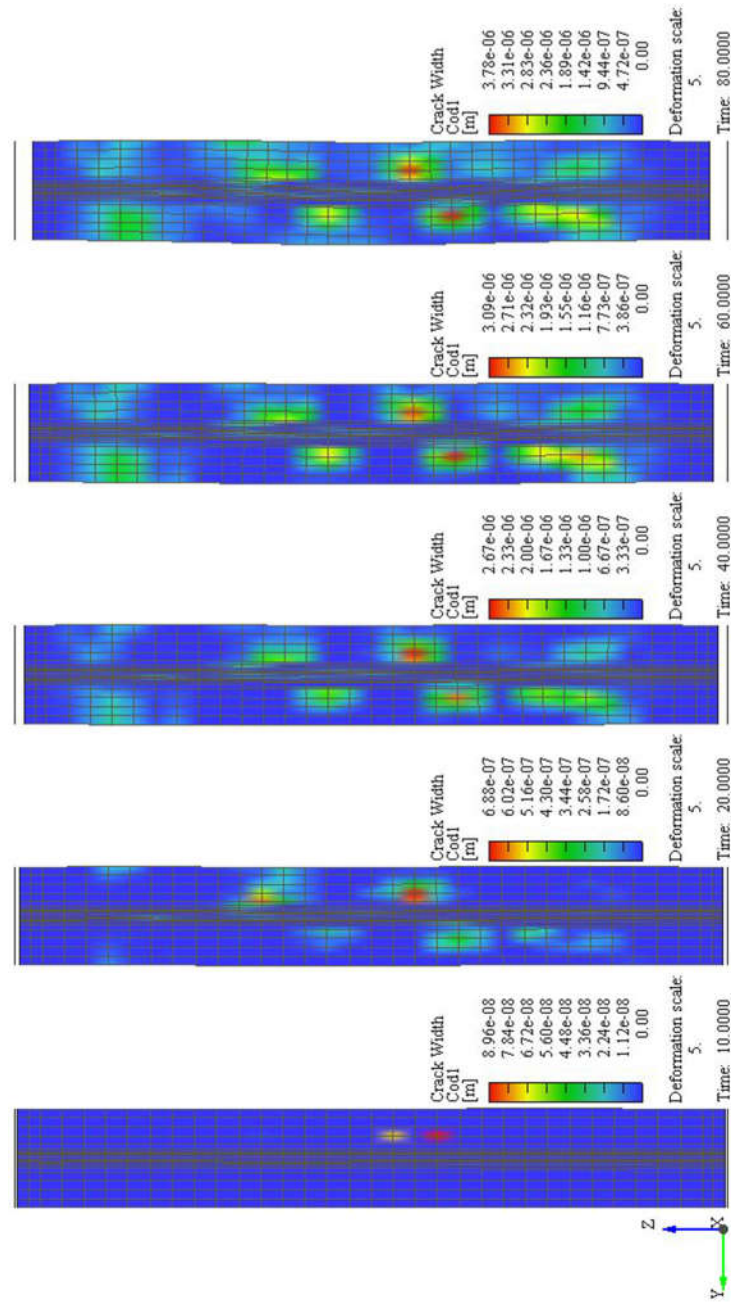 Crack Width
Cod1
[m]
8.96e-08
7.84e-08
6.72e-08
5.60e-08
4.48e-08
3.36e-08
2.24e-08
1.12e-08
0.00
Deformation scale:
5.
Time: 10.0000
Crack Width
Cod1
[m]
6.88e-07
6.02e-07
5.16e-07
4.30e-07
3.44e-07
2.58e-07
1.72e-07
8.60e-08
0.00
Deformation scale:
5.
Time: 20.0000
Crack Width
Cod1
[m]
2.67e-06
2.33e-06
2.00e-06
1.67e-06
1.33e-06
1.00e-06
6.67e-07
3.33e-07
0.00
Deformation scale:
5.
Time: 40.0000
Crack Width
Cod1
[m]
3.09e-06
2.71e-06
2.32e-06
1.93e-06
1.55e-06
1.16e-06
7.73e-07
3.86e-07
0.00
Deformation scale:
5.
Time: 60.0000
Crack Width
Cod1
[m]
3.78e-06
3.31e-06
2.83e-06
2.36e-06
1.89e-06
1.42e-06
9.44e-07
4.72e-07
0.00
Deformation scale:
5.
Time: 80.0000
Z
Y
X